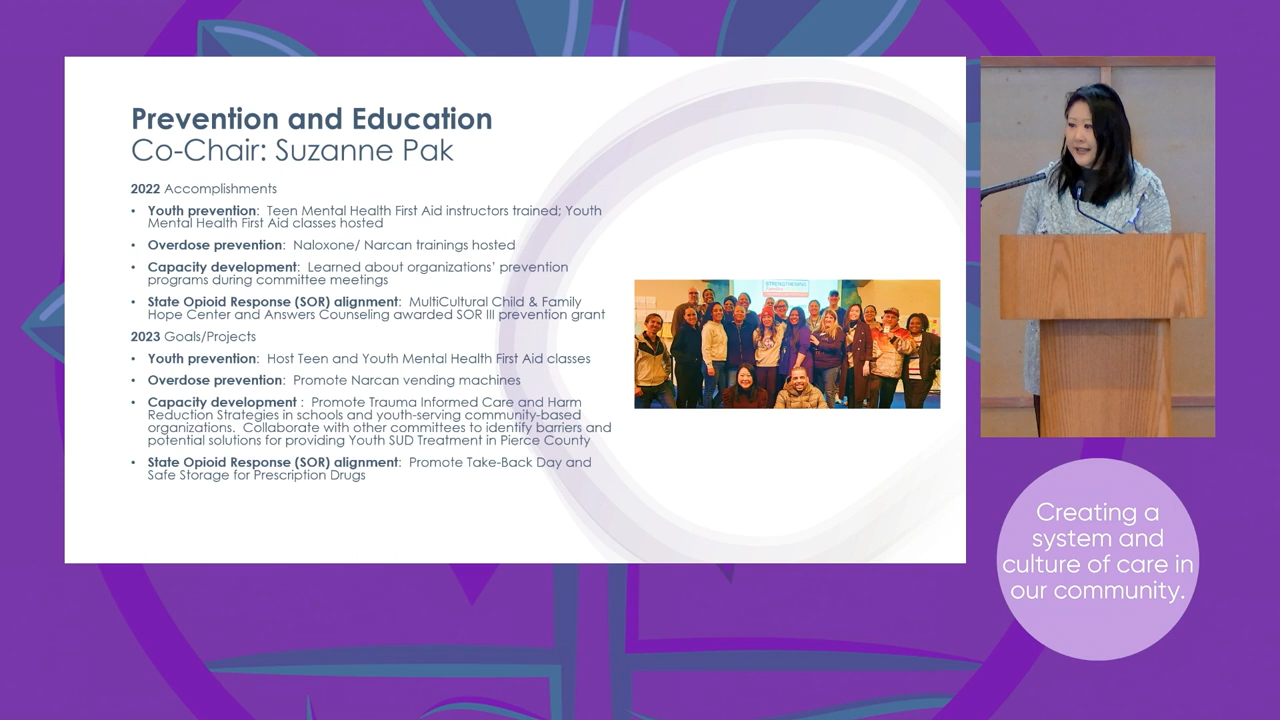 Prevention and Education
Co-Chair: Suzanne Pak
2022 Accomplishments
• Youth prevention:  Teen Mental Health First Aid instructors trained; Youth
Mental Health First Aid classes hosted
• Overdose prevention:  Naloxone/ Narcan trainings hosted
• Capacity development:  Learned about organizations' prevention
programs during committee meetings
• State Opioid Response (SOR) alignment:  MultiCultural Child & Family
Hope Center and Answers Counseling awarded SOR III prevention grant
2023 Goals/Projects
• Youth prevention:  Host Teen and Youth Mental Health First Aid classes
• Overdose prevention:  Promote Narcan vending machines
• Capacity development :  Promote Trauma Informed Care and Harm
Reduction Strategies in schools and youth-serving community-based
organizations.  Collaborate with other committees to identify barriers and
potential solutions for providing Youth SUD Treatment in Pierce County
• State Opioid Response (SOR) alignment:  Promote Take-Back Day and
Safe Storage for Prescription Drugs
STRENGTHENING
Families
Creating a
system and
culture of care in
our community.